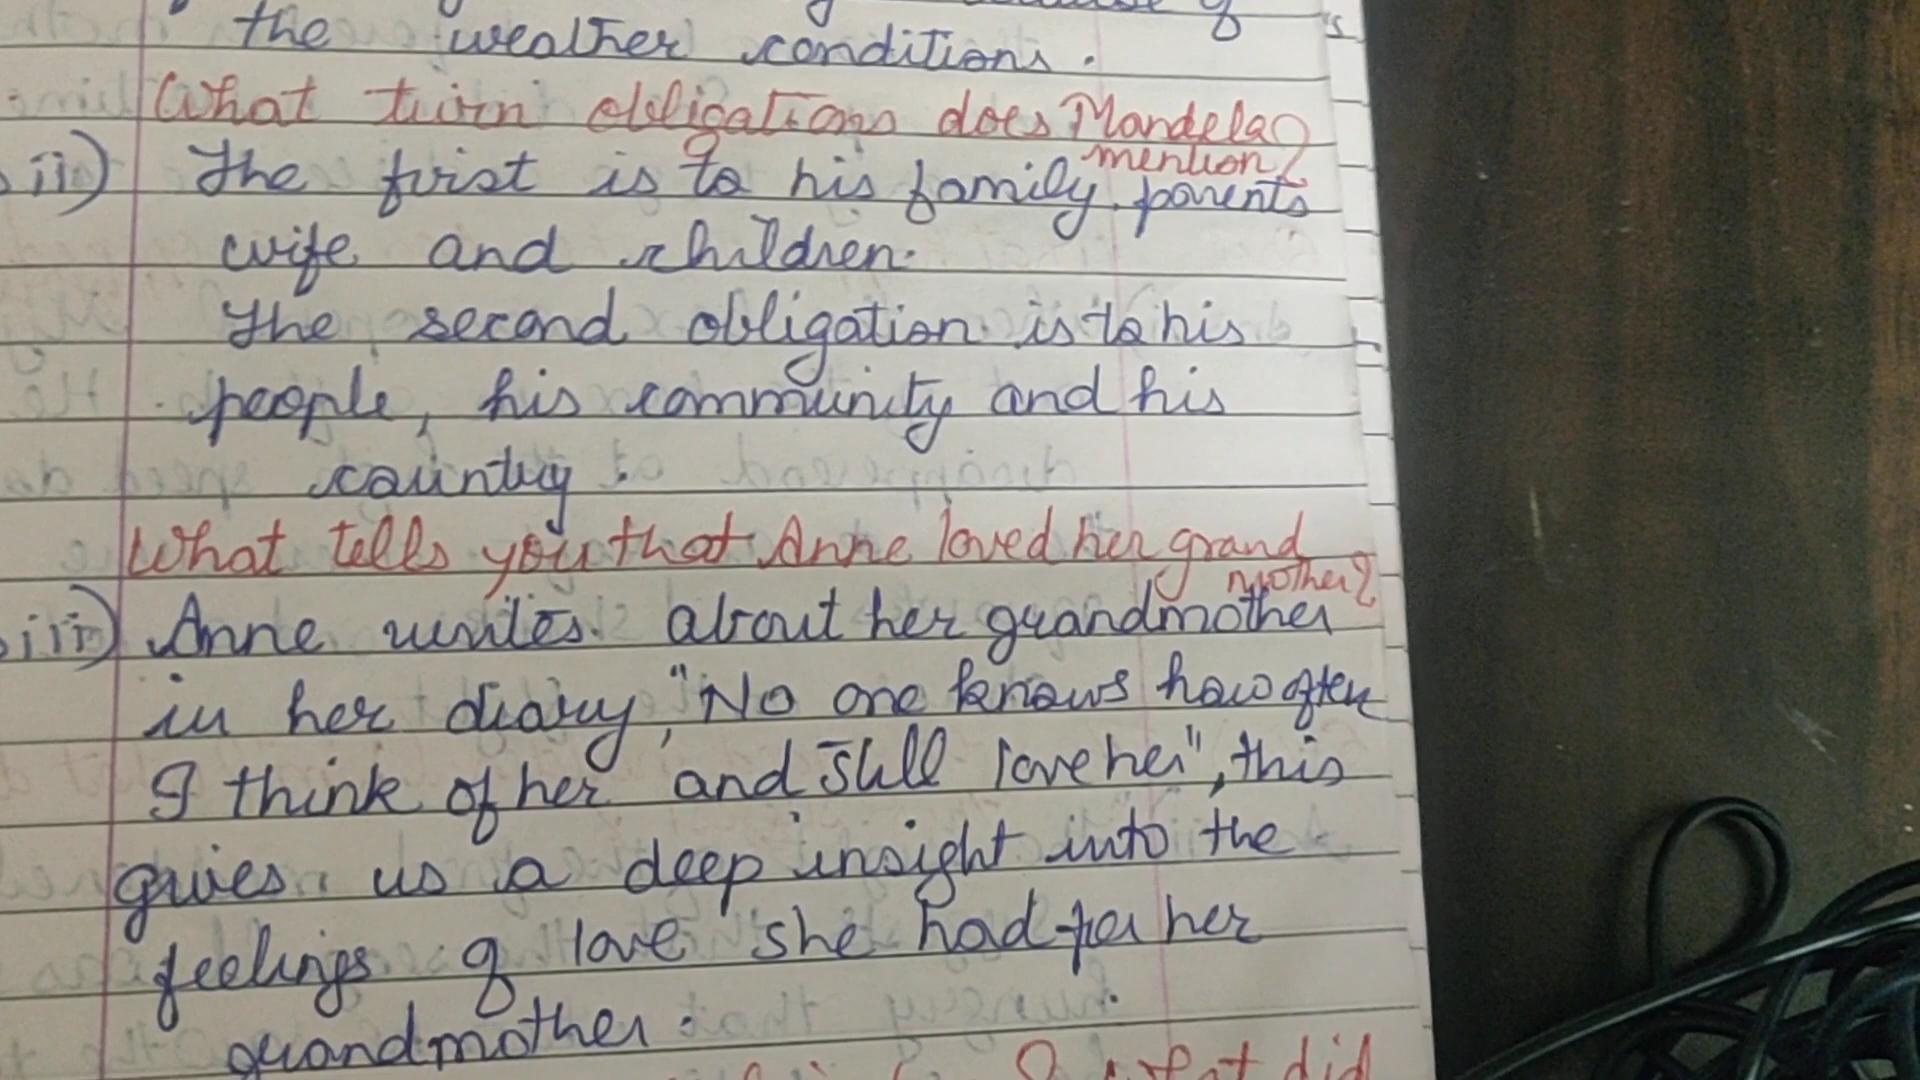 the weather conditions.
What twin obligations does Mandela
mention?
ii) The first is to his family, parents
wife and children.
The second obligation is to his
people, his community and his
country.
What tells you that Anne loved her grand
mother?
iii) Anne writes about her grandmother
in her diary, "No one knows how often
I think of her and still love her", this
gives us a deep insight into the
feelings of love she had for her
grandmother.
what did